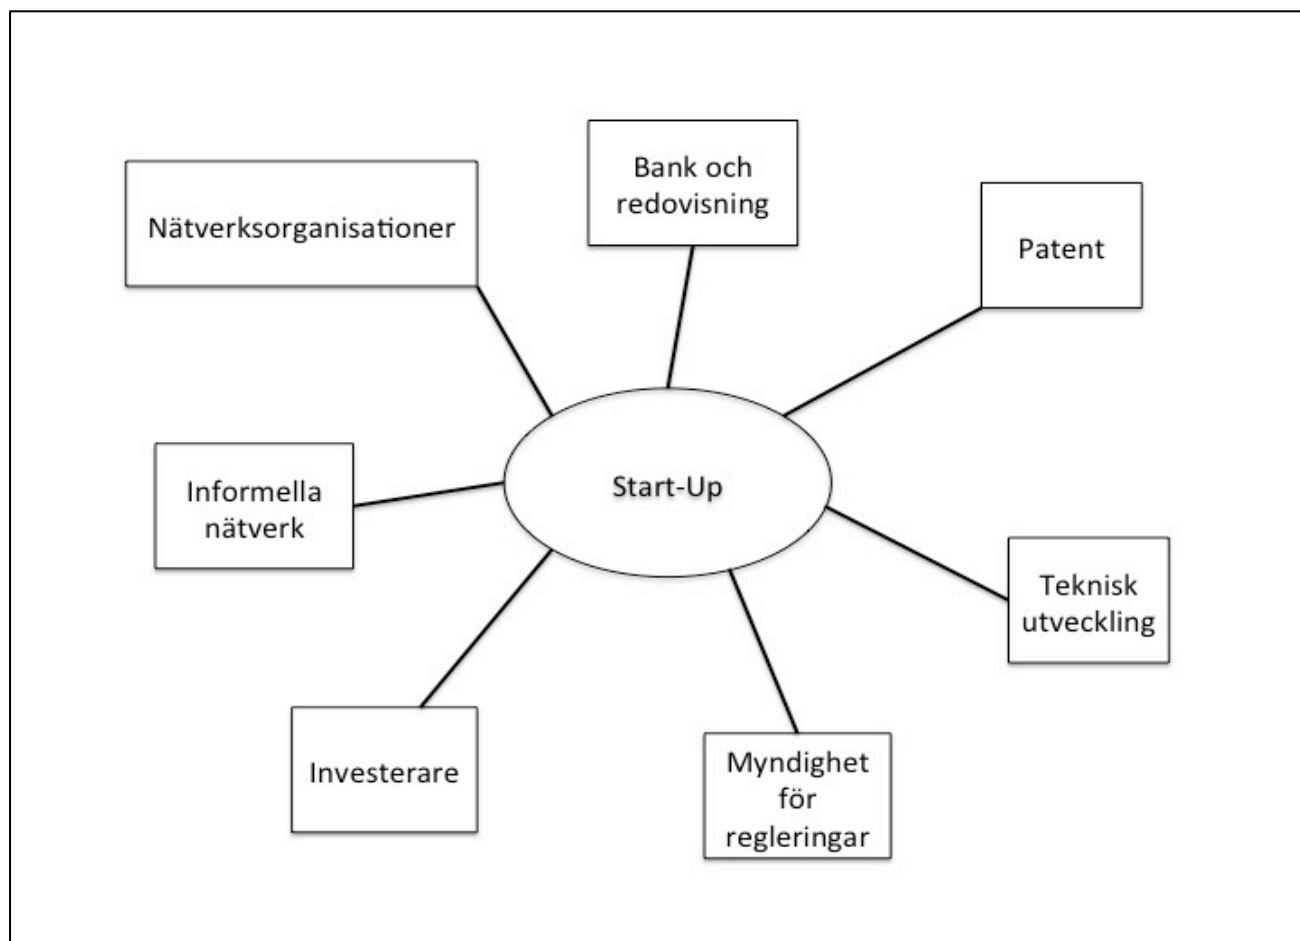 Bank och
redovisning
Nätverksorganisationer
Patent
Informella
nätverk
Start-Up
Teknisk
utveckling
Investerare
Myndighet
för
regleringar